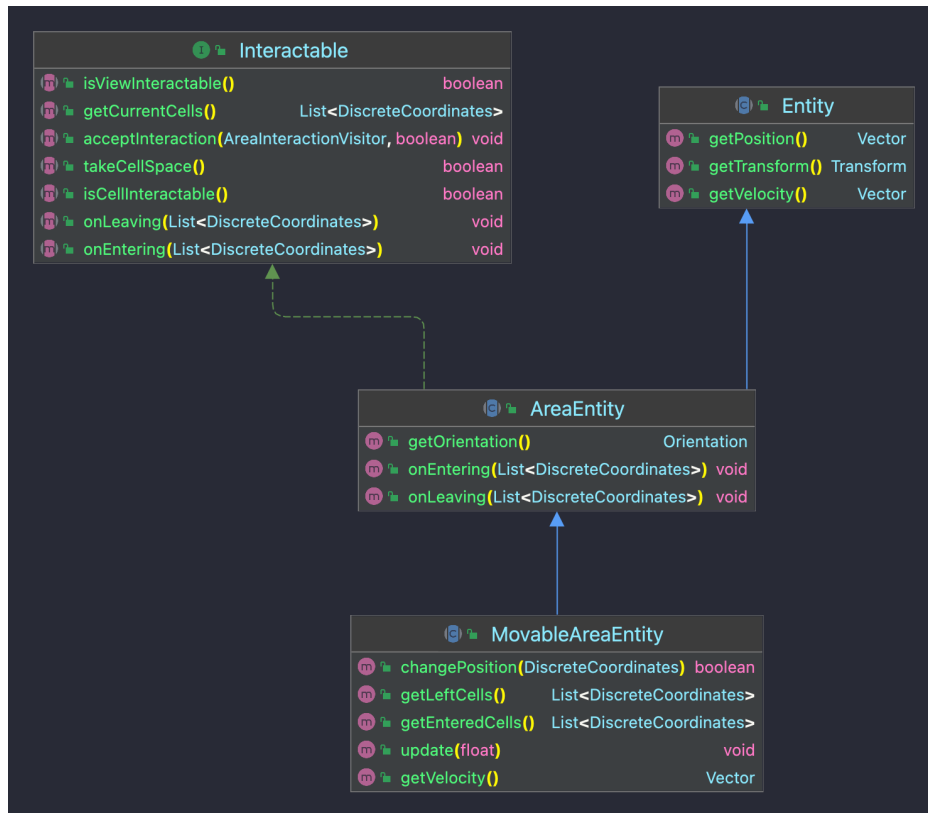 Interactable
isViewInteractable() boolean
getCurrentCells() List<DiscreteCoordinates>
acceptInteraction(AreaInteractionVisitor, boolean) void
takeCellSpace() boolean
isCellInteractable() boolean
onLeaving(List<DiscreteCoordinates>) void
onEntering(List<DiscreteCoordinates>) void
Entity
getPosition() Vector
getTransform() Transform
getVelocity() Vector
AreaEntity
getOrientation() Orientation
onEntering(List<DiscreteCoordinates>) void
onLeaving(List<DiscreteCoordinates>) void
MovableAreaEntity
changePosition(DiscreteCoordinates) boolean
getLeftCells() List<DiscreteCoordinates>
getEnteredCells() List<DiscreteCoordinates>
update(float) void
getVelocity() Vector